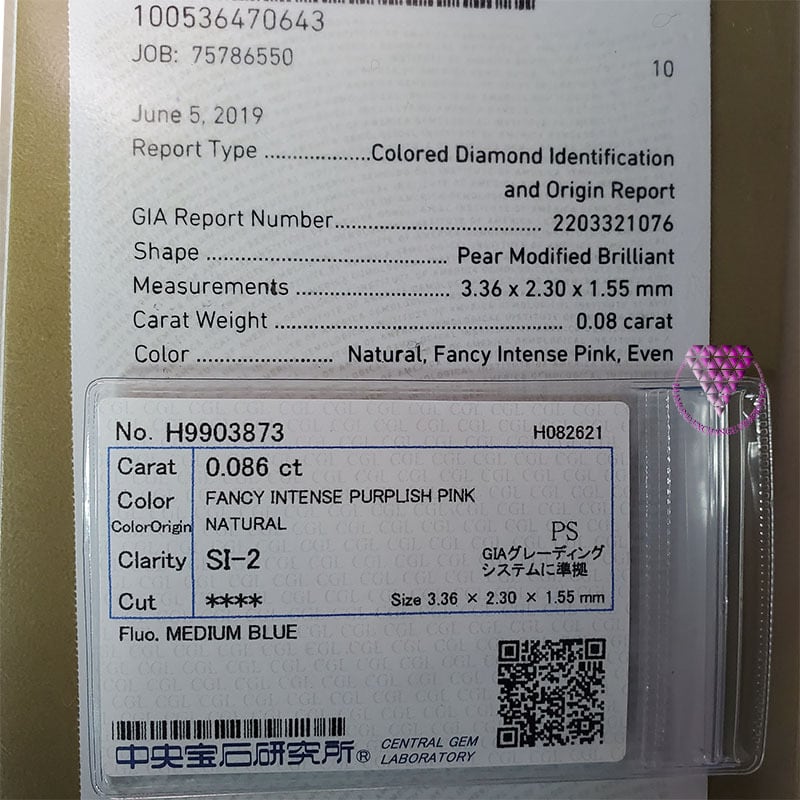 100536470643
JOB: 75786550
10
June 5, 2019
Report Type ....................Colored Diamond Identification
and Origin Report
GIA Report Number............................... 2203321076
Shape ..................................... Pear Modified Brilliant
Measurements ....................... 3.36 x 2.30 x 1.55 mm
Carat Weight ........................................... 0.08 carat
Color .................... Natural, Fancy Intense Pink, Even
No. H9903873 H082621
Carat 0.086 ct
Color FANCY INTENSE PURPLISH PINK
ColorOrigin NATURAL
PS
Clarity SI-2 GIAグレーディング
システムに準拠
Cut **** Size 3.36 × 2.30 × 1.55 mm
Fluo. MEDIUM BLUE
中央宝石研究所® CENTRAL GEM
LABORATORY